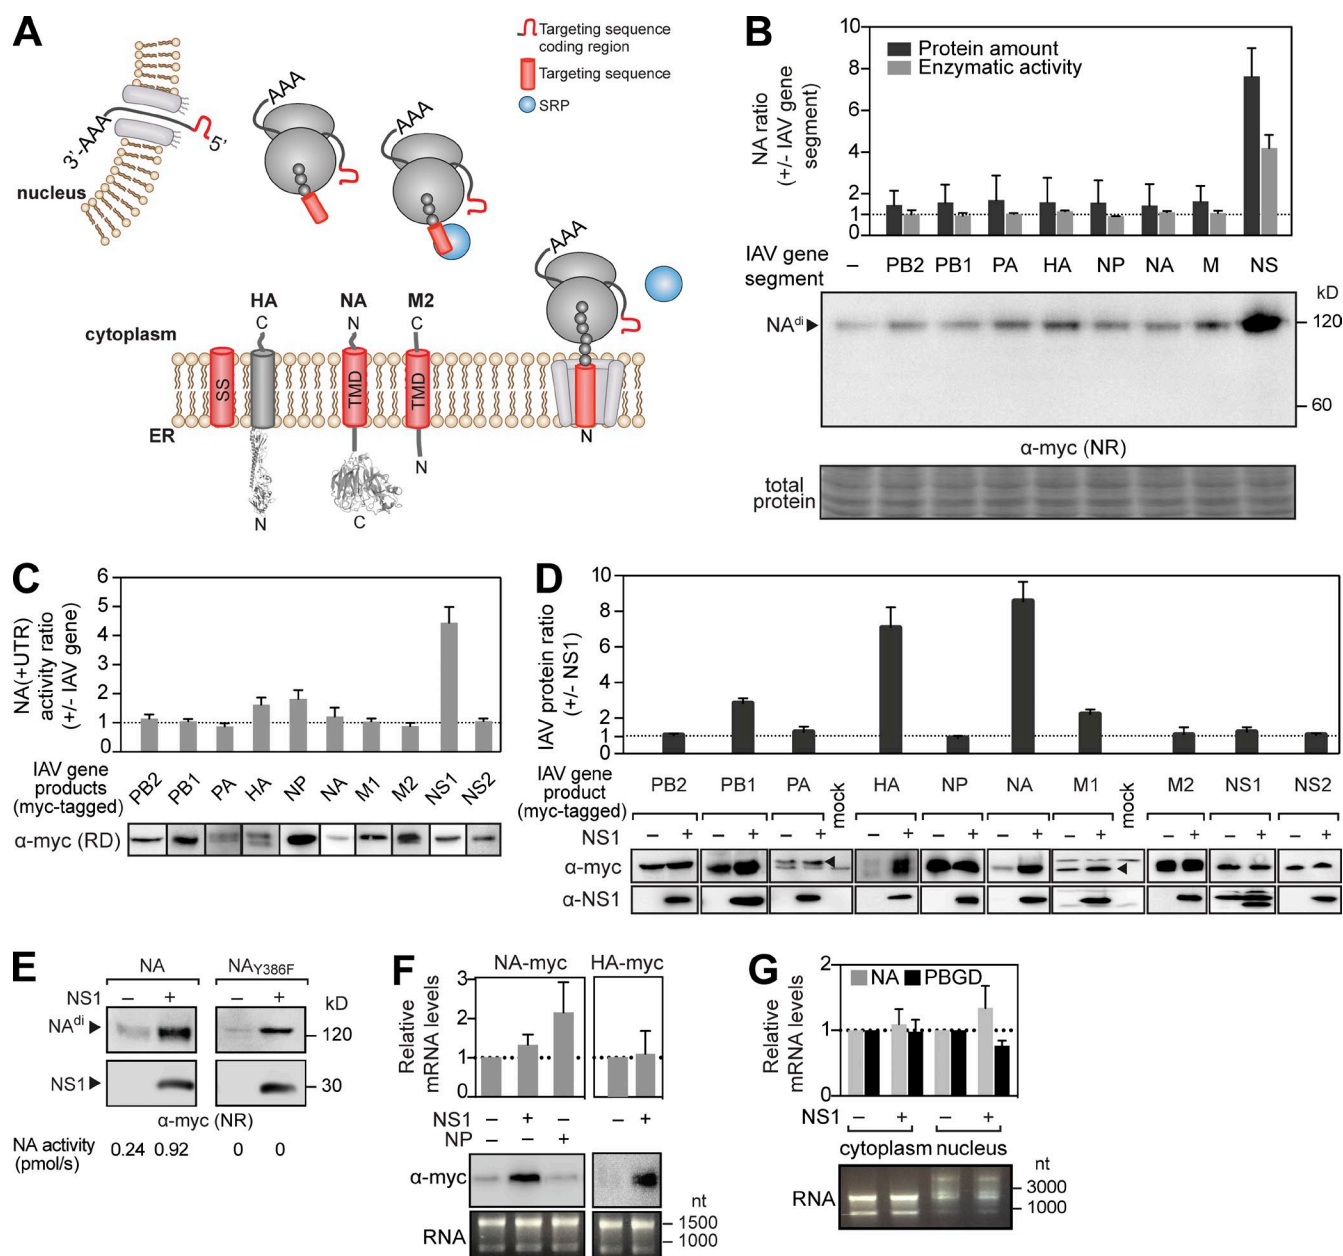 A
Targeting sequence
coding region
Targeting sequence
SRP
AAA
AAA
3'-AAA
5'
nucleus
AAA
HA
NA
M2
C
N
C
cytoplasm
SS
TMD
TMD
ER
N
N
C
N
B
10
8
6
4
2
1
0
NA ratio
(+/- IAV gene
segment)
Protein amount
Enzymatic activity
IAV gene
segment
– PB2 PB1 PA HA NP NA M NS
kD
NAdi
120
60
α-myc (NR)
total
protein
C
6
5
4
3
2
1
0
NA(+UTR)
activity ratio
(+/- IAV gene)
IAV gene
products
(myc-tagged)
PB2 PB1 PA HA NP NA M1 M2 NS1 NS2
α-myc (RD)
D
10
8
6
4
2
1
0
IAV protein ratio
(+/- NS1)
IAV gene
product
(myc-tagged)
PB2 PB1 PA mock HA NP NA M1 mock M2 NS1 NS2
NS1 – + – + – + – + – + – + – + – + – + – +
α-myc
α-NS1
E
NA NAY386F
NS1 – + – + kD
NAdi
120
NS1
30
α-myc (NR)
NA activity
(pmol/s)
0.24 0.92 0 0
F
NA-myc HA-myc
3
2
1
0
Relative
mRNA levels
NS1 – + – – +
NP – – +
α-myc
nt
RNA
1500
1000
G
2
1
0
Relative
mRNA levels
NA PBGD
NS1 – + – +
cytoplasm nucleus
nt
RNA
3000
1000